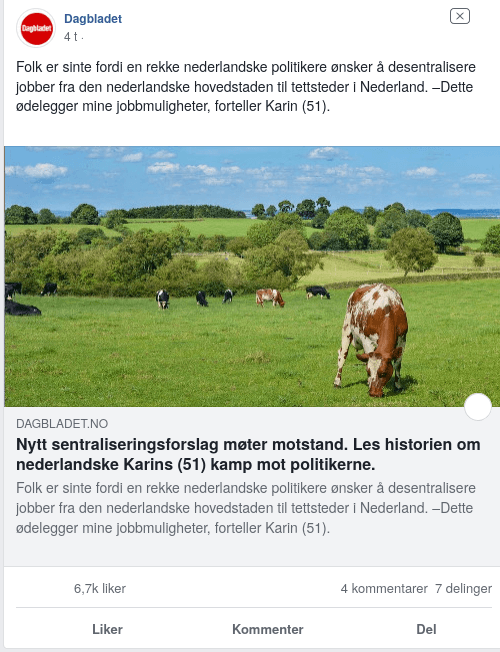 Dagbladet
Dagbladet
4 t ·
Folk er sinte fordi en rekke nederlandske politikere ønsker å desentralisere
jobber fra den nederlandske hovedstaden til tettsteder i Nederland. –Dette
ødelegger mine jobbmuligheter, forteller Karin (51).
DAGBLADET.NO
Nytt sentraliseringsforslag møter motstand. Les historien om
nederlandske Karins (51) kamp mot politikerne.
Folk er sinte fordi en rekke nederlandske politikere ønsker å desentralisere
jobber fra den nederlandske hovedstaden til tettsteder i Nederland. –Dette
ødelegger mine jobbmuligheter, forteller Karin (51).
6,7k liker 4 kommentarer 7 delinger
Liker Kommenter Del